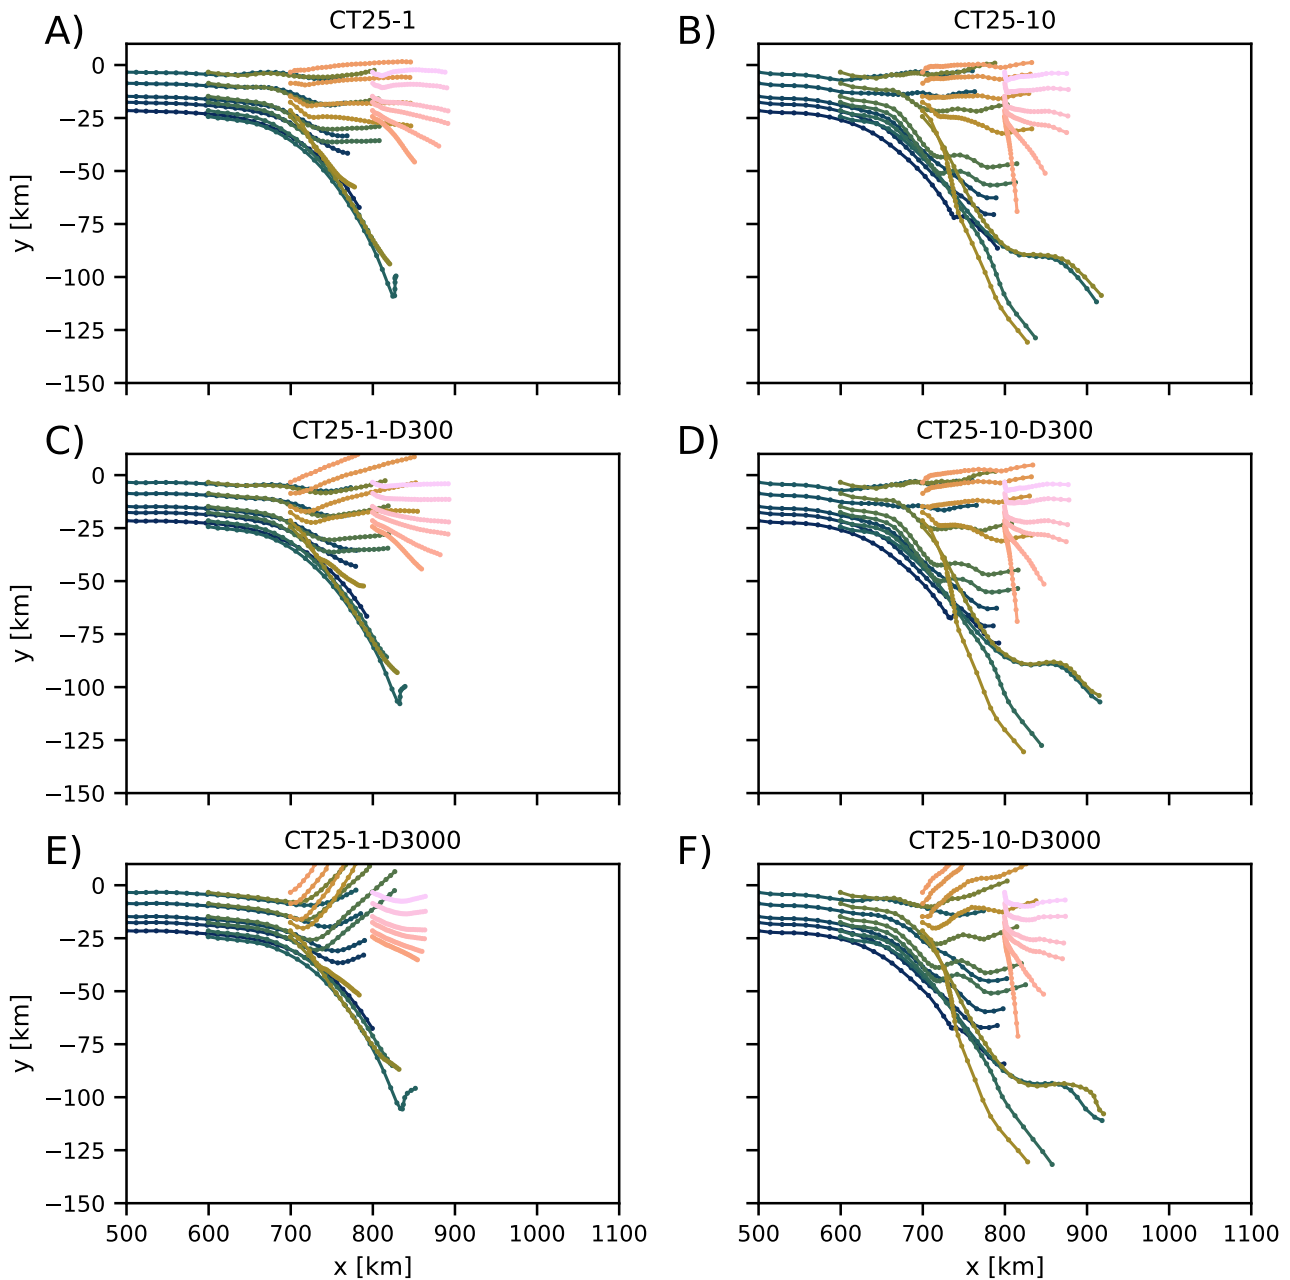 A) CT25-1
0
−25
−50
−75
−100
−125
−150
y [km]
B) CT25-10
C) CT25-1-D300
0
−25
−50
−75
−100
−125
−150
y [km]
D) CT25-10-D300
E) CT25-1-D3000
0
−25
−50
−75
−100
−125
−150
y [km]
500 600 700 800 900 1000 1100
x [km]
F) CT25-10-D3000
500 600 700 800 900 1000 1100
x [km]